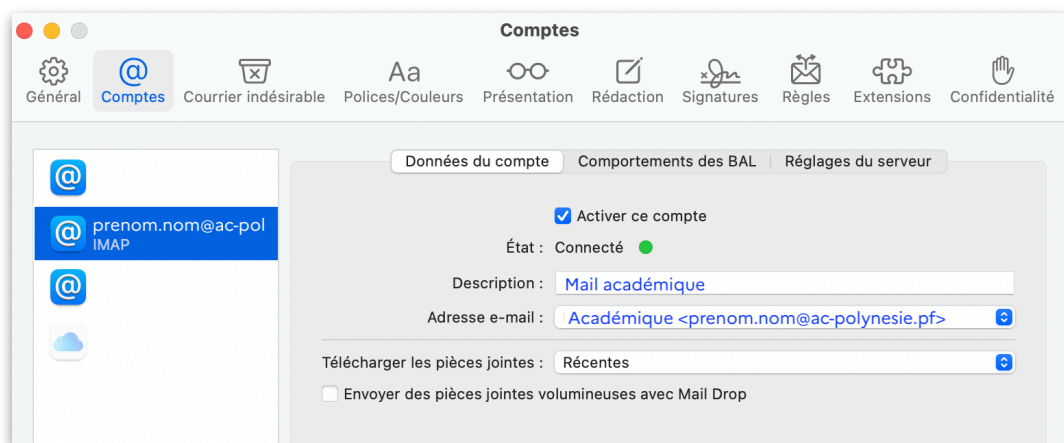 Comptes
Général Comptes Courrier indésirable Polices/Couleurs Présentation Rédaction Signatures Règles Extensions Confidentialité
Données du compte Comportements des BAL Réglages du serveur
prenom.nom@ac-pol
IMAP
Activer ce compte
État : Connecté
Description : Mail académique
Adresse e-mail : Académique <prenom.nom@ac-polynesie.pf>
Télécharger les pièces jointes : Récentes
Envoyer des pièces jointes volumineuses avec Mail Drop